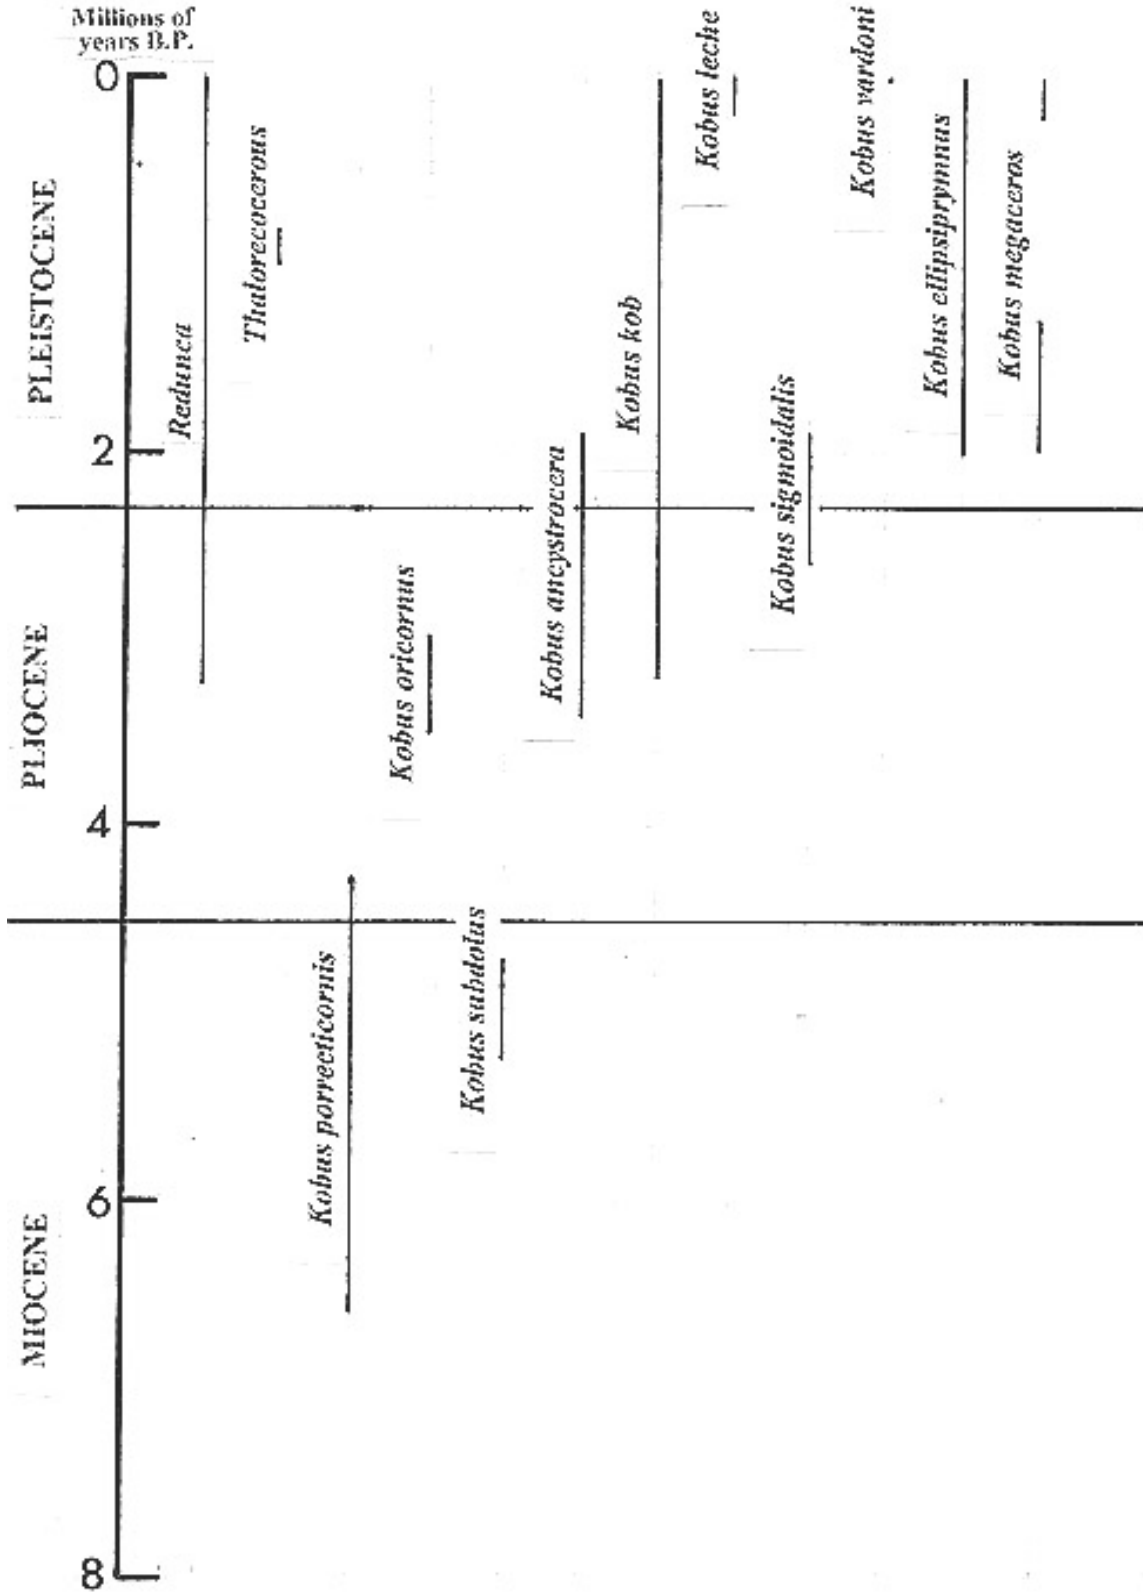 Millions of
years B.P.
0
2
4
6
8
PLEISTOCENE
PLIOCENE
MIOCENE
Redunca
Thalorecocerous
Kobus porrecticornis
Kobus oricornus
Kobus subdolus
Kobus ancystrocera
Kobus kob
Kobus leche
Kobus sigmoidalis
Kobus vardoni
Kobus ellipsiprymnus
Kobus megaceros